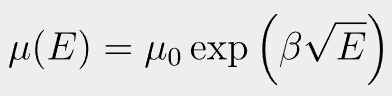 μ(E) = μ₀ exp (β√E)